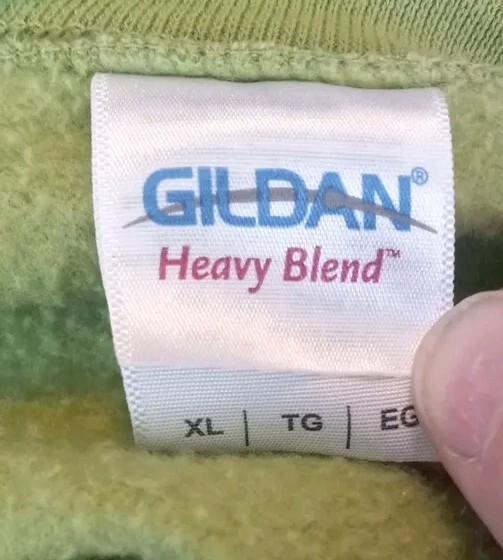 GILDAN®
Heavy Blend™
XL | TG | EG